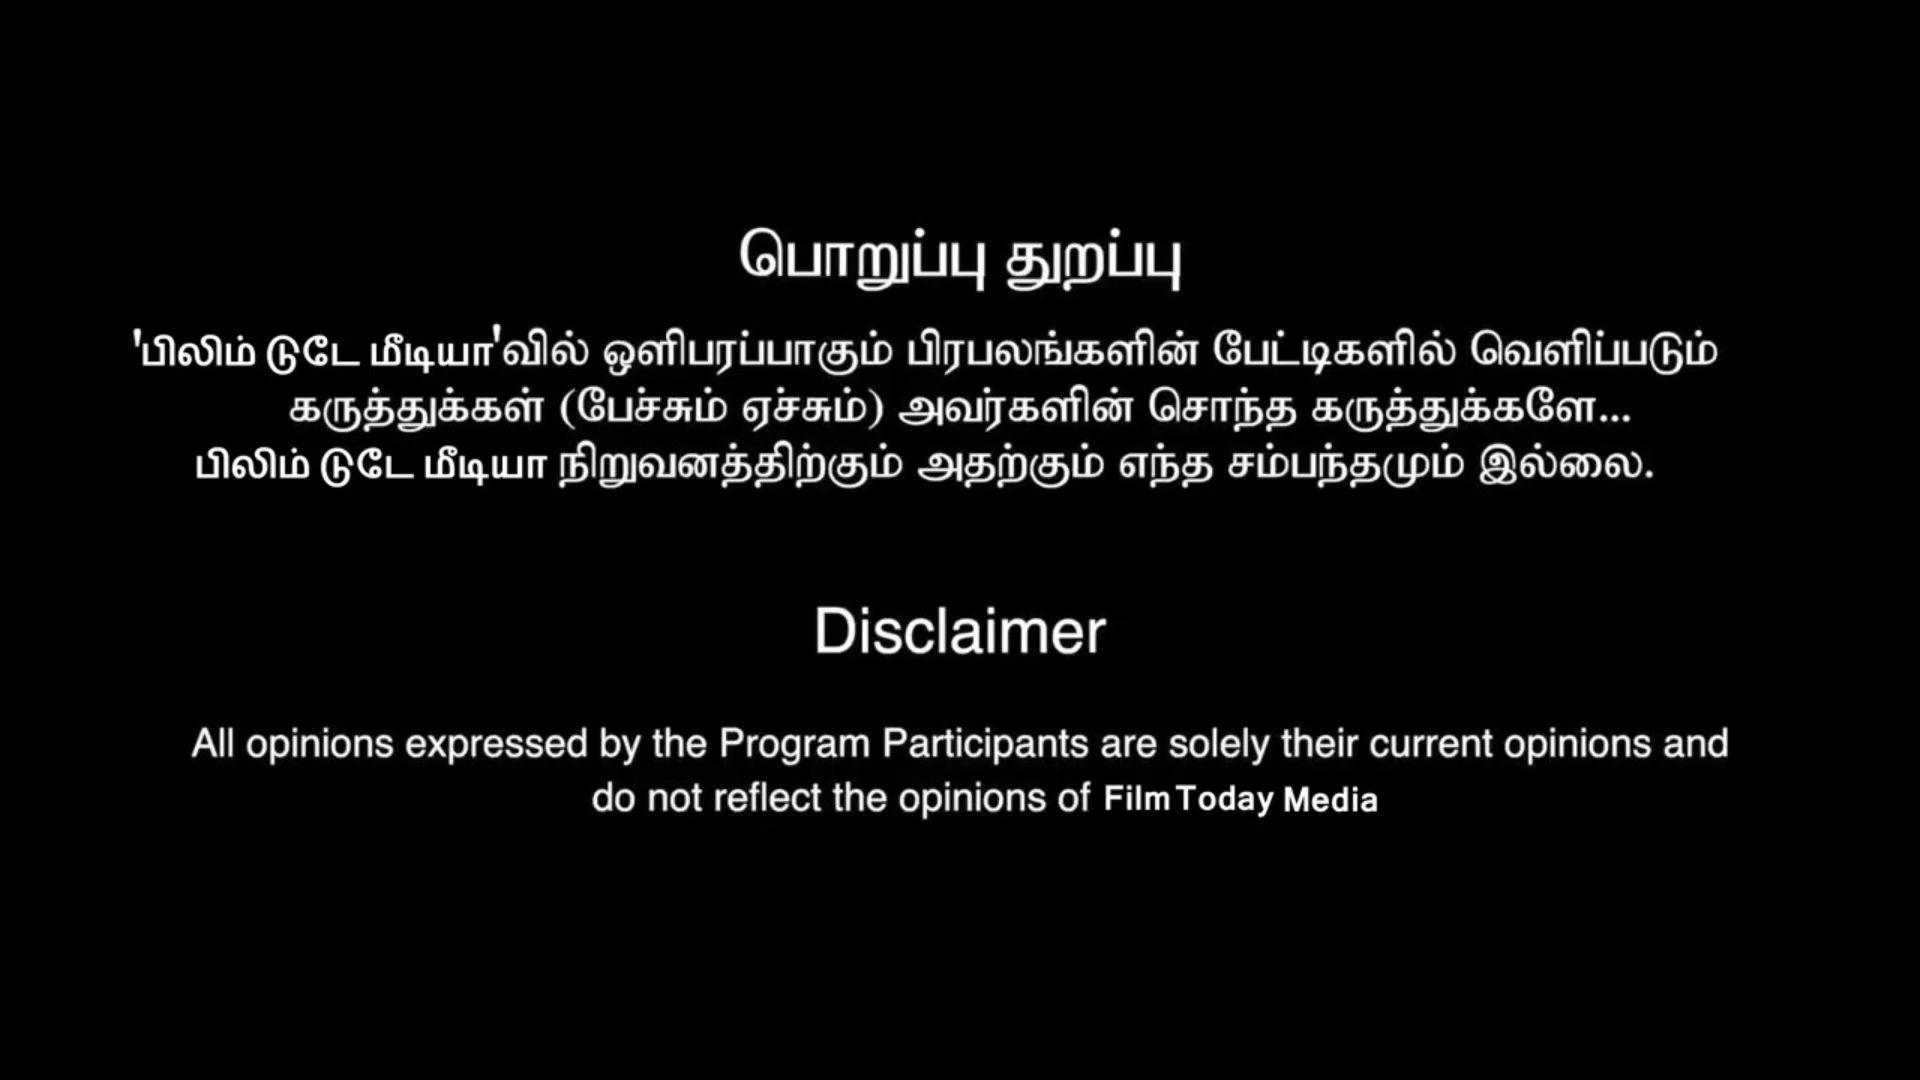 பொறுப்பு துறப்பு
'பிலிம் டுடே மீடியா'வில் ஒளிபரப்பாகும் பிரபலங்களின் பேட்டிகளில் வெளிப்படும்
கருத்துக்கள் (பேச்சும் ஏச்சும்) அவர்களின் சொந்த கருத்துக்களே...
பிலிம் டுடே மீடியா நிறுவனத்திற்கும் அதற்கும் எந்த சம்பந்தமும் இல்லை.
Disclaimer
All opinions expressed by the Program Participants are solely their current opinions and
do not reflect the opinions of Film Today Media